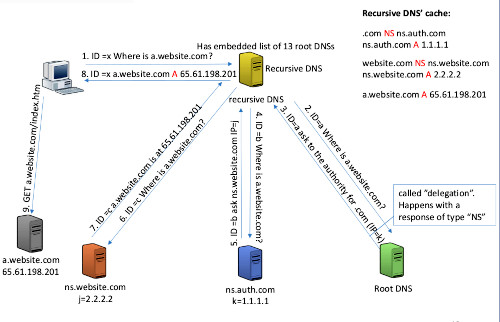 Recursive DNS' cache:
.com NS ns.auth.com
ns.auth.com A 1.1.1.1
website.com NS ns.website.com
ns.website.com A 2.2.2.2
a.website.com A 65.61.198.201
Has embedded list of 13 root DNSs
1. ID =x Where is a.website.com?
8. ID =x a.website.com A 65.61.198.201
Recursive DNS
recursive DNS
9. GET a.website.com/index.htm
7. ID =c a.website.com is at 65.61.198.201
6. ID =c Where is a.website.com?
5. ID =b ask ns.website.com IP=j
4. ID =b Where is a.website.com?
3. ID=a ask to the authority for .com (IP=k)
2. ID=a Where is a.website.com?
called "delegation".
Happens with a
response of type "NS"
a.website.com
65.61.198.201
ns.website.com
j=2.2.2.2
ns.auth.com
k=1.1.1.1
Root DNS